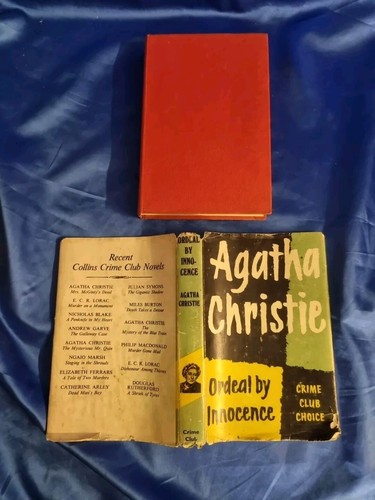 Recent
Collins Crime Club Novels
AGATHA CHRISTIE
Mrs. McGinty's Dead
E. C. R. LORAC
Murder on a Monument
NICHOLAS BLAKE
A Penknife in My Heart
ANDREW GARVE
The Galloway Case
AGATHA CHRISTIE
The Mysterious Mr. Quin
NGAIO MARSH
Singing in the Shrouds
ELIZABETH FERRARS
A Tale of Two Murders
CATHERINE ARLEY
Dead Man's Bay
JULIAN SYMONS
The Gigantic Shadow
MILES BURTON
Death Takes a Detour
AGATHA CHRISTIE
The
Mystery of the Blue Train
PHILIP MACDONALD
Murder Gone Mad
E. C. R. LORAC
Dishonour Among Thieves
DOUGLAS
RUTHERFORD
A Shriek of Tyres
ORDEAL
BY
INNO-
CENCE
AGATHA
CHRISTIE
Crime
Club
Agatha
Christie
Ordeal by
Innocence
CRIME
CLUB
CHOICE